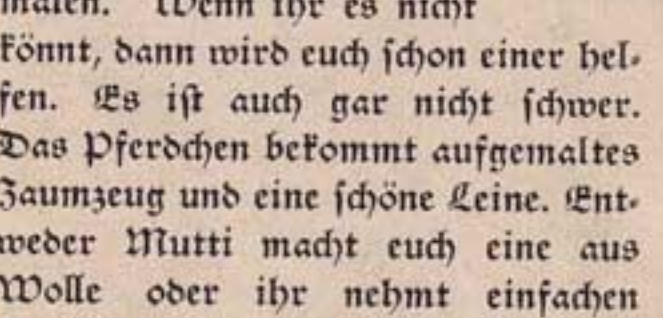 malen. Wenn ihr es nicht
könnt, dann wird euch schon einer hel-
fen. Es ist auch gar nicht schwer.
Das Pferdchen bekommt aufgemaltes
Zaumzeug und eine schöne Leine. Ent-
weder Mutti macht euch eine aus
Wolle oder ihr nehmt einfachen